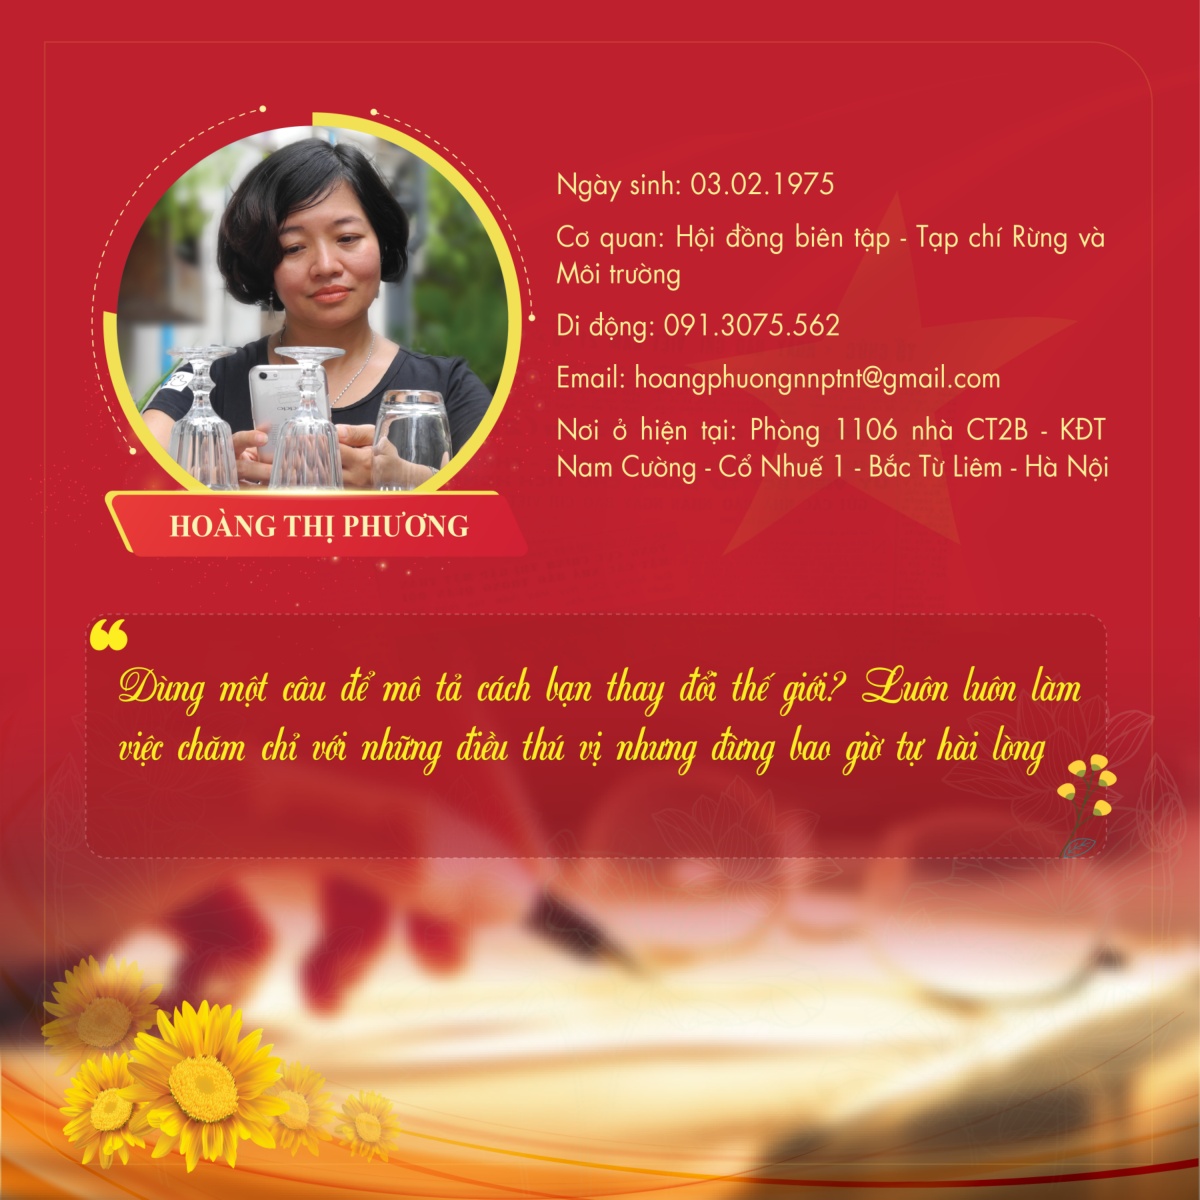 Ngày sinh: 03.02.1975
Cơ quan: Hội đồng biên tập - Tạp chí Rừng và
Môi trường
Di động: 091.3075.562
Email: hoangphuongnnptnt@gmail.com
Nơi ở hiện tại: Phòng 1106 nhà CT2B - KĐT
Nam Cường - Cổ Nhuế 1 - Bắc Từ Liêm - Hà Nội
HOÀNG THỊ PHƯƠNG
Dùng một câu để mô tả cách bạn thay đổi thế giới? Luôn luôn làm
việc chăm chỉ với những điều thú vị nhưng đừng bao giờ tự hài lòng